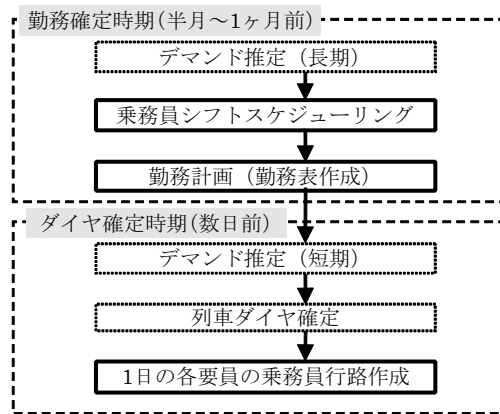 勤務確定時期(半月～1ヶ月前)
デマンド推定（長期）
乗務員シフトスケジューリング
勤務計画（勤務表作成）
ダイヤ確定時期(数日前)
デマンド推定（短期）
列車ダイヤ確定
1日の各要員の乗務員行路作成